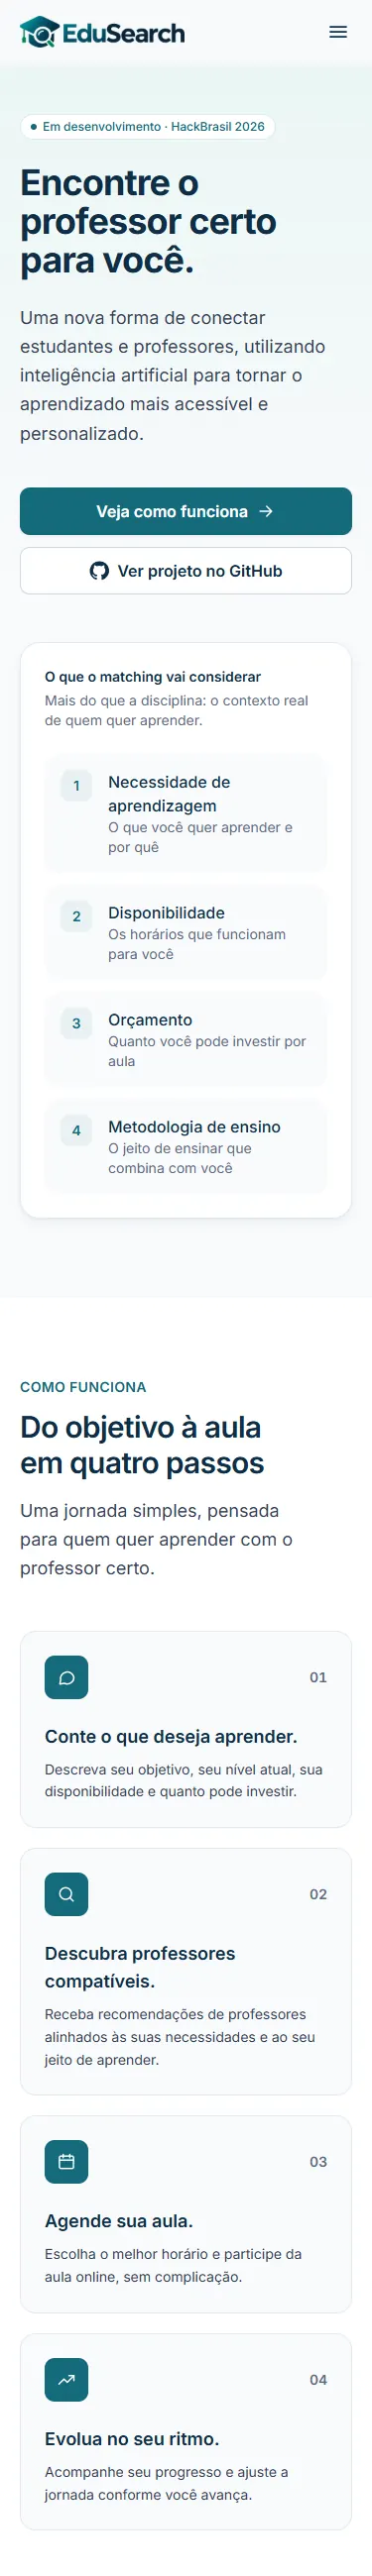 EduSearch
Em desenvolvimento · HackBrasil 2026
Encontre o
professor certo
para você.
Uma nova forma de conectar
estudantes e professores, utilizando
inteligência artificial para tornar o
aprendizado mais acessível e
personalizado.
Veja como funciona →
Ver projeto no GitHub
O que o matching vai considerar
Mais do que a disciplina: o contexto real
de quem quer aprender.
1
Necessidade de
aprendizagem
O que você quer aprender e
por quê
2
Disponibilidade
Os horários que funcionam
para você
3
Orçamento
Quanto você pode investir por
aula
4
Metodologia de ensino
O jeito de ensinar que
combina com você
COMO FUNCIONA
Do objetivo à aula
em quatro passos
Uma jornada simples, pensada
para quem quer aprender com o
professor certo.
01
Conte o que deseja aprender.
Descreva seu objetivo, seu nível atual, sua
disponibilidade e quanto pode investir.
02
Descubra professores
compatíveis.
Receba recomendações de professores
alinhados às suas necessidades e ao seu
jeito de aprender.
03
Agende sua aula.
Escolha o melhor horário e participe da
aula online, sem complicação.
04
Evolua no seu ritmo.
Acompanhe seu progresso e ajuste a
jornada conforme você avança.